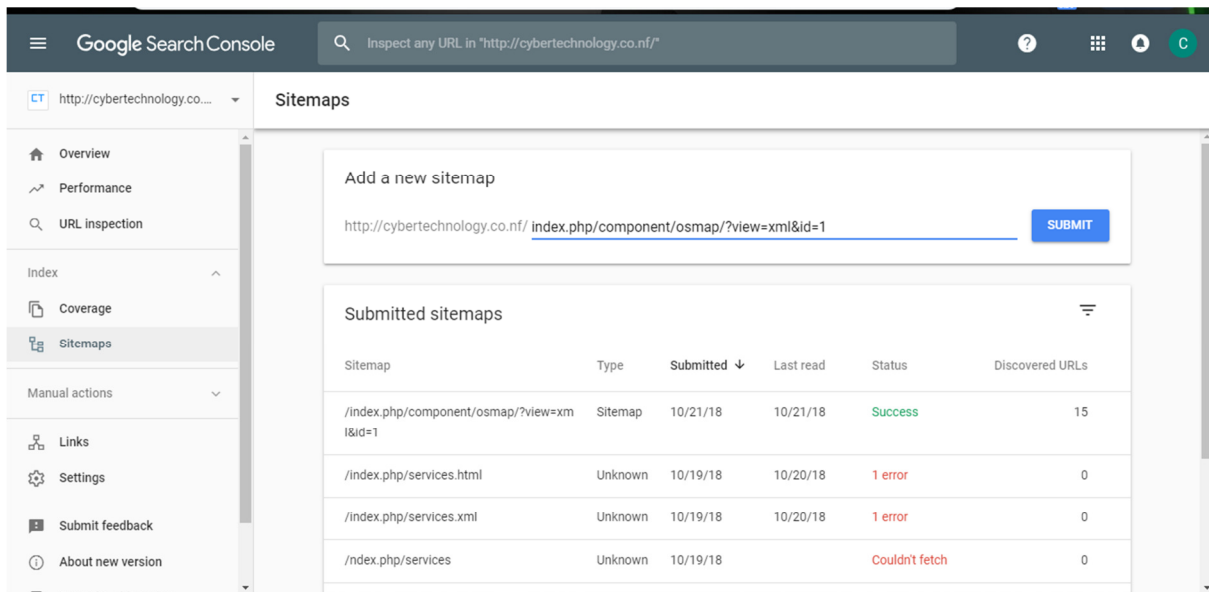 Google Search Console
Inspect any URL in "http://cybertechnology.co.nf/"
C
CT http://cybertechnology.co....
Sitemaps
Overview
Performance
URL inspection
Index
Coverage
Sitemaps
Manual actions
Links
Settings
Submit feedback
About new version
Add a new sitemap
http://cybertechnology.co.nf/ index.php/component/osmap/?view=xml&id=1
SUBMIT
Submitted sitemaps
Sitemap Type Submitted Last read Status Discovered URLs
/index.php/component/osmap/?view=xm Sitemap 10/21/18 10/21/18 Success 15
l&id=1
/index.php/services.html Unknown 10/19/18 10/20/18 1 error 0
/index.php/services.xml Unknown 10/19/18 10/20/18 1 error 0
/ndex.php/services Unknown 10/19/18 Couldn't fetch 0